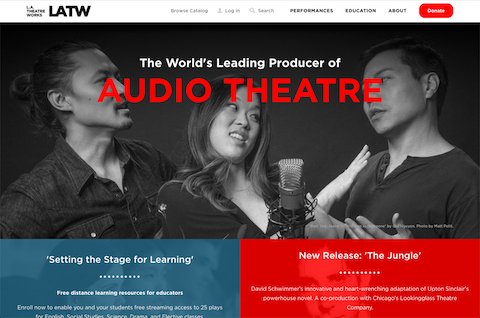 L.A.
THEATRE
WORKS
LATW
Browse Catalog
Log In
Search
PERFORMANCES
EDUCATION
ABOUT
Donate
The World's Leading Producer of
AUDIO THEATRE
Photo by Matt Petit.
'Setting the Stage for Learning'
Free distance learning resources for educators
Enroll now to enable you and your students free streaming access to 25 plays
for English, Social Studies, Science, Drama, and Elective classes
New Release: 'The Jungle'
David Schwimmer's innovative and heart-wrenching adaptation of Upton Sinclair's
powerhouse novel. A co-production with Chicago's Lookingglass Theatre
Company.